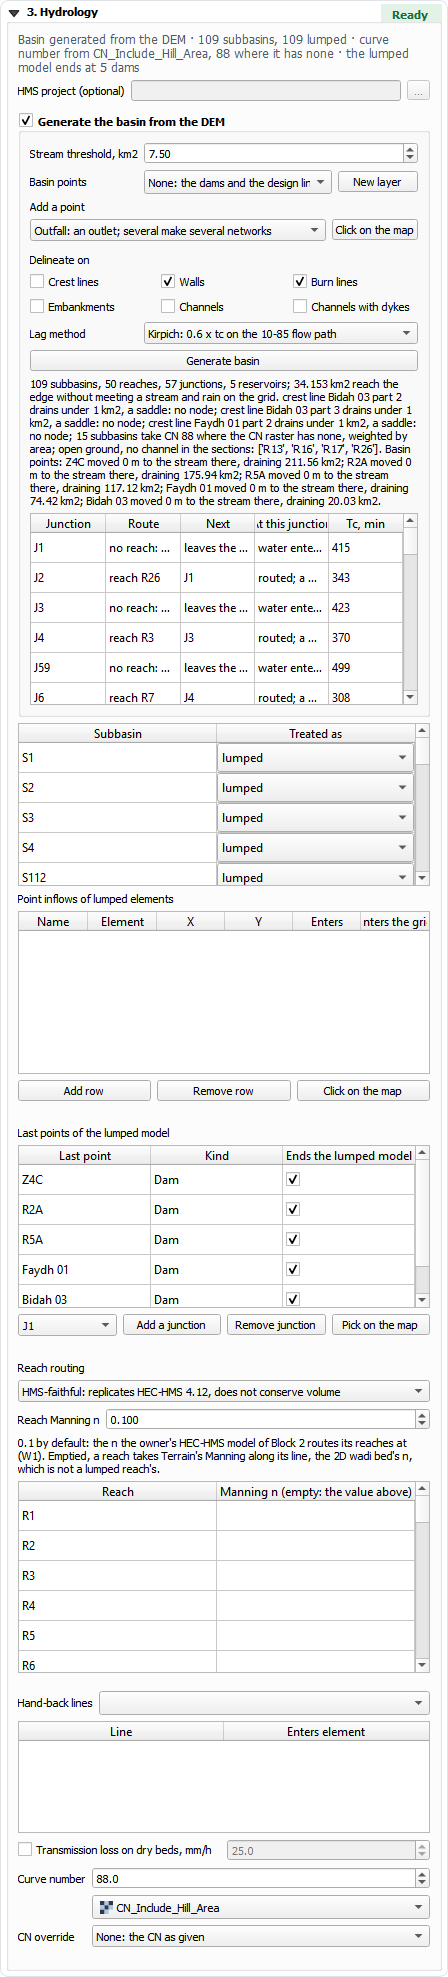 3. Hydrology
Ready
Basin generated from the DEM · 109 subbasins, 109 lumped · curve
number from CN_Include_Hill_Area, 88 where it has none · the lumped
model ends at 5 dams
HMS project (optional)
...
Generate the basin from the DEM
Stream threshold, km2 7.50
Basin points None: the dams and the design lin New layer
Add a point
Outfall: an outlet; several make several networks Click on the map
Delineate on
Crest lines Walls Burn lines
Embankments Channels Channels with dykes
Lag method Kirpich: 0.6 x tc on the 10-85 flow path
Generate basin
109 subbasins, 50 reaches, 57 junctions, 5 reservoirs; 34.153 km2 reach the
edge without meeting a stream and rain on the grid. crest line Bidah 03 part 2
drains under 1 km2, a saddle: no node; crest line Bidah 03 part 3 drains under 1
km2, a saddle: no node; crest line Faydh 01 part 2 drains under 1 km2, a saddle:
no node; 15 subbasins take CN 88 where the CN raster has none, weighted by
area; open ground, no channel in the sections: ['R13', 'R16', 'R17', 'R26']. Basin
points: Z4C moved 0 m to the stream there, draining 211.56 km2; R2A moved 0
m to the stream there, draining 175.94 km2; R5A moved 0 m to the stream
there, draining 117.12 km2; Faydh 01 moved 0 m to the stream there, draining
74.42 km2; Bidah 03 moved 0 m to the stream there, draining 20.03 km2.
Junction Route Next t this junction Tc, min
J1 no reach: ... leaves the ... water ente... 415
J2 reach R26 J1 routed; a ... 343
J3 no reach: ... leaves the ... water ente... 423
J4 reach R3 J3 routed; a ... 370
J59 no reach: ... leaves the ... water ente... 499
J6 reach R7 J4 routed; a ... 308
Subbasin Treated as
S1 lumped
S2 lumped
S3 lumped
S4 lumped
S112 lumped
Point inflows of lumped elements
Name Element X Y Enters nters the gri
Add row Remove row Click on the map
Last points of the lumped model
Last point Kind Ends the lumped model
Z4C Dam
R2A Dam
R5A Dam
Faydh 01 Dam
Bidah 03 Dam
J1 Add a junction Remove junction Pick on the map
Reach routing
HMS-faithful: replicates HEC-HMS 4.12, does not conserve volume
Reach Manning n 0.100
0.1 by default: the n the owner's HEC-HMS model of Block 2 routes its reaches at
(W1). Emptied, a reach takes Terrain's Manning along its line, the 2D wadi bed's n,
which is not a lumped reach's.
Reach Manning n (empty: the value above)
R1
R2
R3
R4
R5
R6
Hand-back lines
Line Enters element
Transmission loss on dry beds, mm/h 25.0
Curve number 88.0
CN_Include_Hill_Area
CN override None: the CN as given